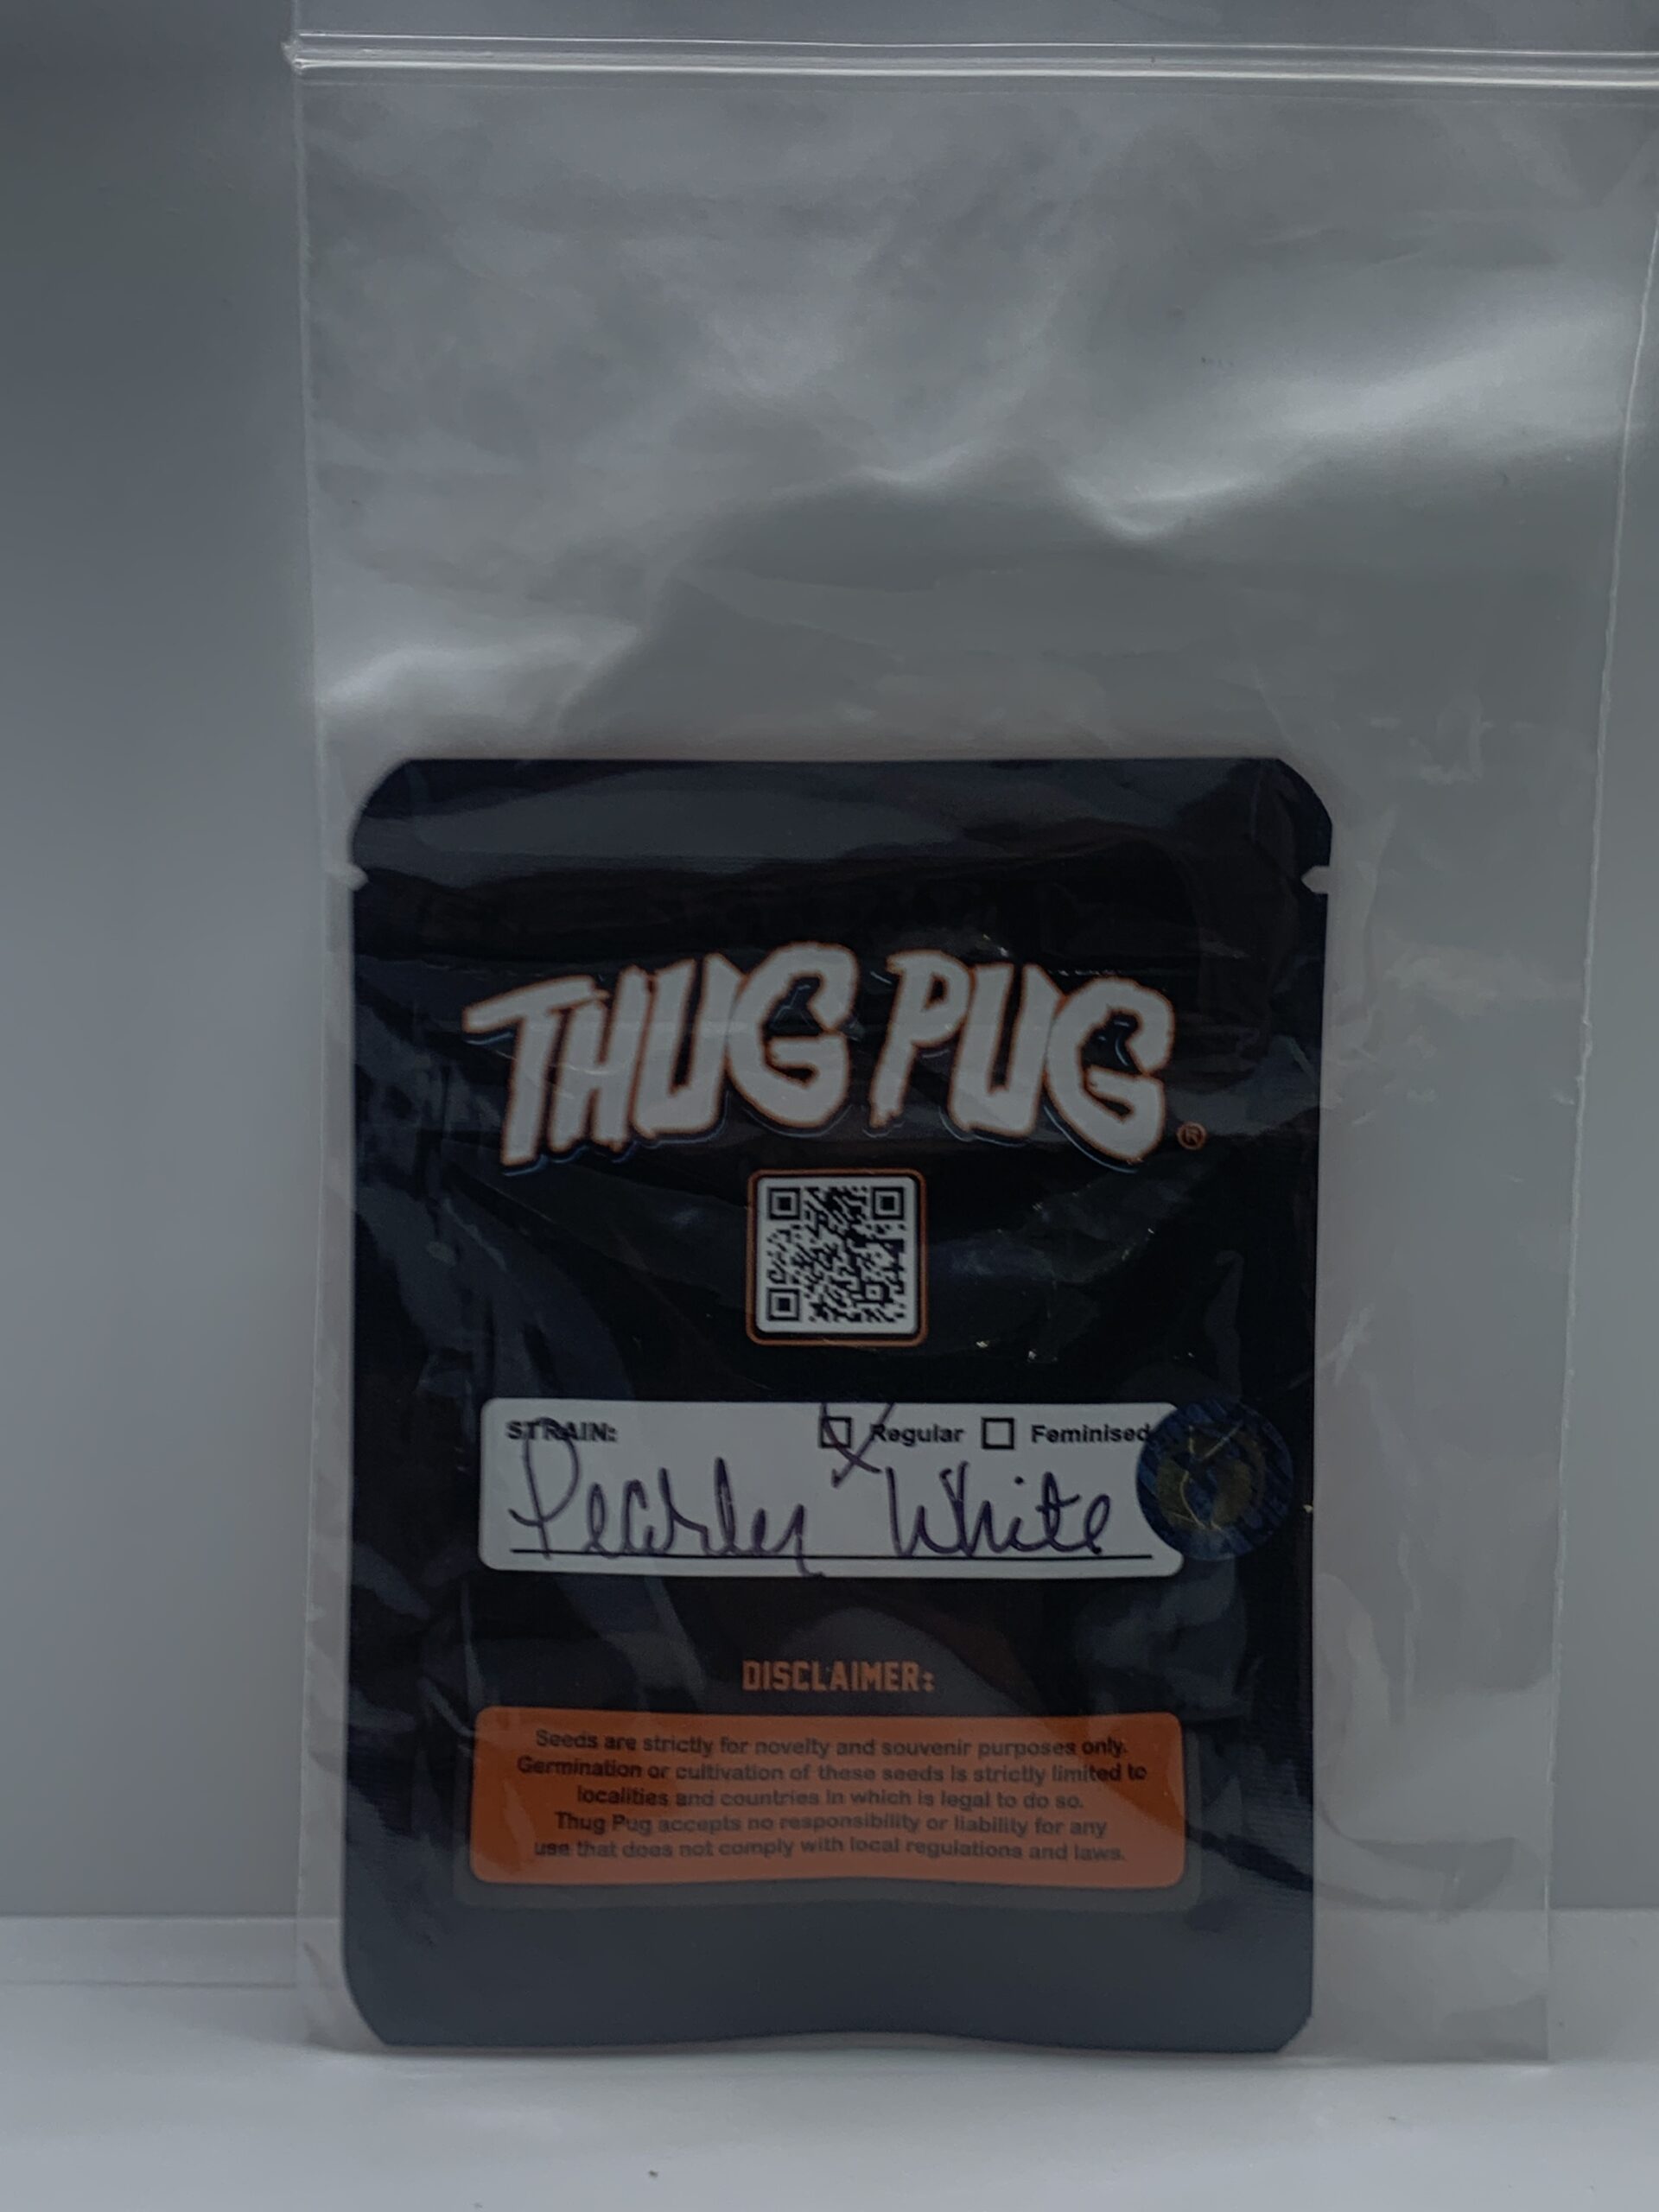 THUG PUG®
STRAIN: Regular Feminised
Pearley White
DISCLAIMER:
Seeds are strictly for novelty and souvenir purposes only.
Germination or cultivation of these seeds is strictly limited to
localities and countries in which is legal to do so.
Thug Pug accepts no responsibility or liability for any
use that does not comply with local regulations and laws.